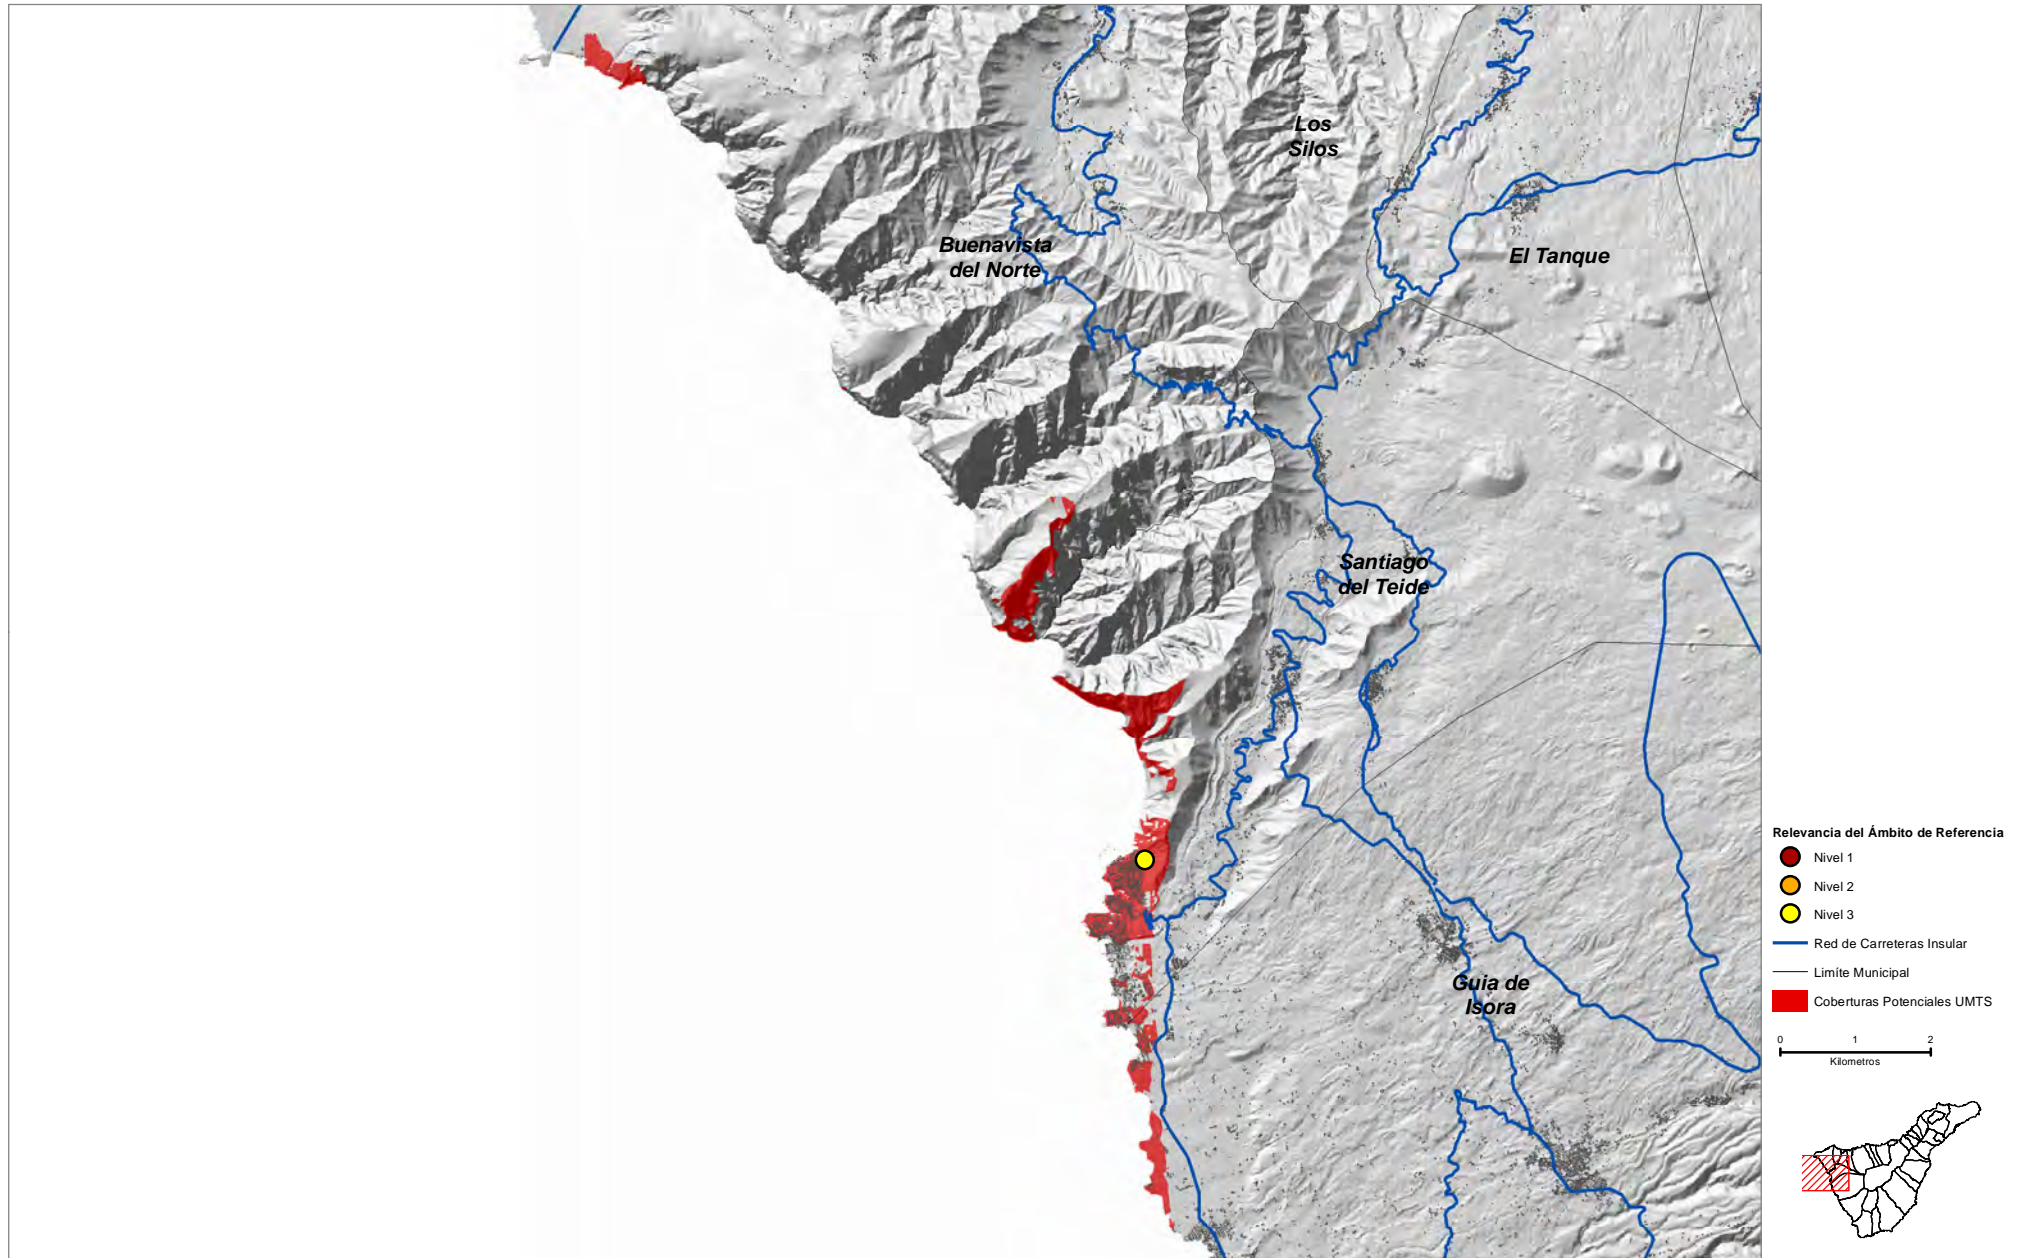 Los
Silos
Buenavista
del Norte
El Tanque
Santiago
del Teide
Guia de
Isora
Relevancia del Ámbito de Referencia
Nivel 1
Nivel 2
Nivel 3
Red de Carreteras Insular
Limíte Municipal
Coberturas Potenciales UMTS
0 1 2
Kilometros